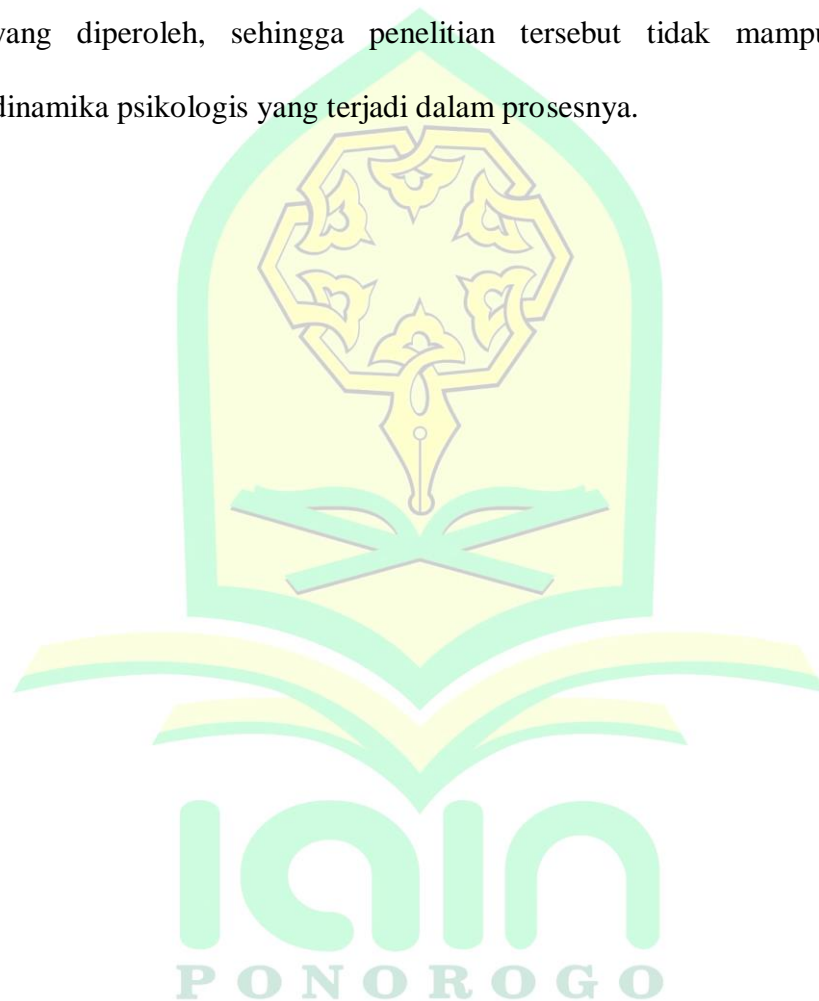 yang diperoleh, sehingga penelitian tersebut tidak mampu
dinamika psikologis yang terjadi dalam prosesnya.
iain
PONOROGO